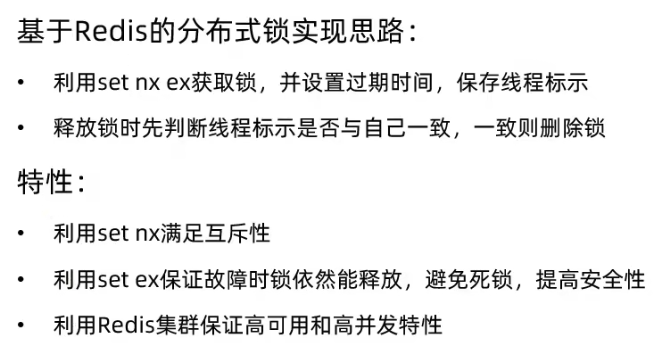 基于Redis的分布式锁实现思路：
• 利用set nx ex获取锁，并设置过期时间，保存线程标示
• 释放锁时先判断线程标示是否与自己一致，一致则删除锁
特性：
• 利用set nx满足互斥性
• 利用set ex保证故障时锁依然能释放，避免死锁，提高安全性
• 利用Redis集群保证高可用和高并发特性